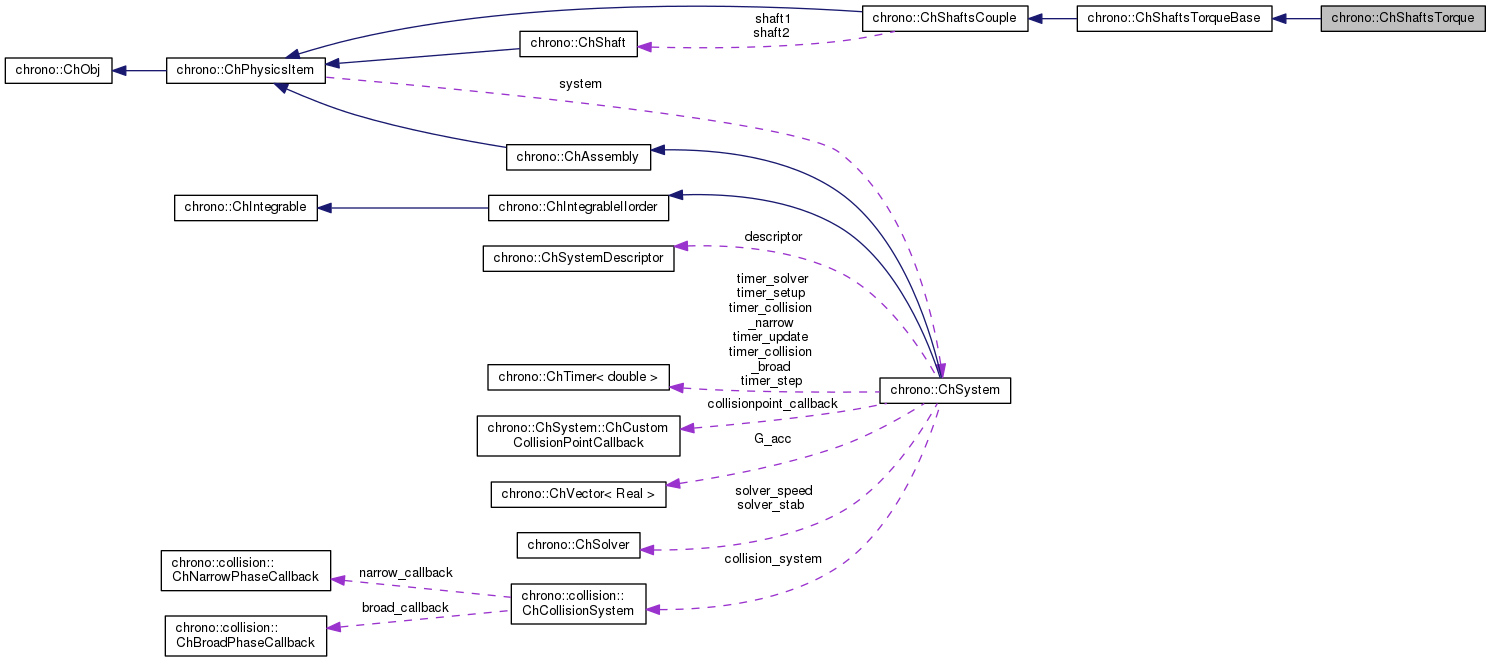 chrono::ChShaftsCouple
chrono::ChShaftsTorqueBase
chrono::ChShaftsTorque
shaft1
shaft2
chrono::ChShaft
chrono::ChObj
chrono::ChPhysicsItem
system
chrono::ChAssembly
chrono::ChIntegrable
chrono::ChIntegrableIIorder
descriptor
chrono::ChSystemDescriptor
timer_solver
timer_setup
timer_collision
_narrow
timer_update
timer_collision
_broad
timer_step
chrono::ChTimer< double >
chrono::ChSystem
collisionpoint_callback
chrono::ChSystem::ChCustom
CollisionPointCallback
G_acc
chrono::ChVector< Real >
solver_speed
solver_stab
chrono::ChSolver
collision_system
chrono::collision::
ChNarrowPhaseCallback
narrow_callback
chrono::collision::
ChCollisionSystem
broad_callback
chrono::collision::
ChBroadPhaseCallback